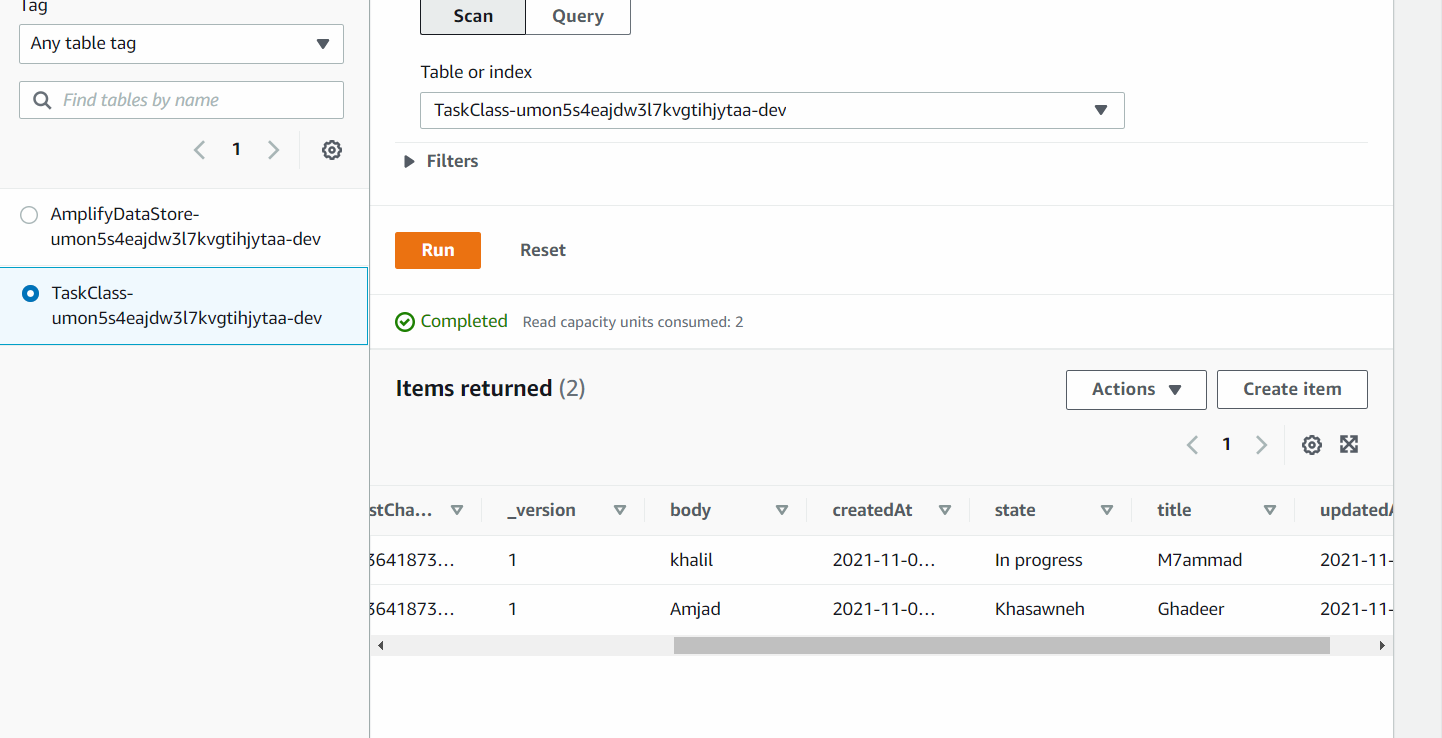 Tag
Any table tag
Find tables by name
1
AmplifyDataStore-
umon5s4eajdw3l7kvgtihjytaa-dev
TaskClass-
umon5s4eajdw3l7kvgtihjytaa-dev
Scan Query
Table or index
TaskClass-umon5s4eajdw3l7kvgtihjytaa-dev
Filters
Run Reset
Completed Read capacity units consumed: 2
Items returned (2)
Actions Create item
1
stCha... _version body createdAt state title updatedA
3641873... 1 khalil 2021-11-0... In progress M7ammad 2021-11-
3641873... 1 Amjad 2021-11-0... Khasawneh Ghadeer 2021-11-